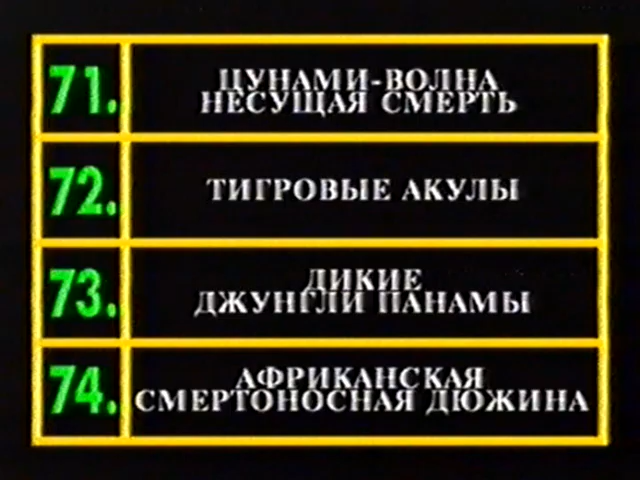 71.
ЦУНАМИ-ВОЛНА
НЕСУЩАЯ СМЕРТЬ
72.
ТИГРОВЫЕ АКУЛЫ
73.
ДИКИЕ
ДЖУНГЛИ ПАНАМЫ
74.
АФРИКАНСКАЯ
СМЕРТОНОСНАЯ ДЮЖИНА